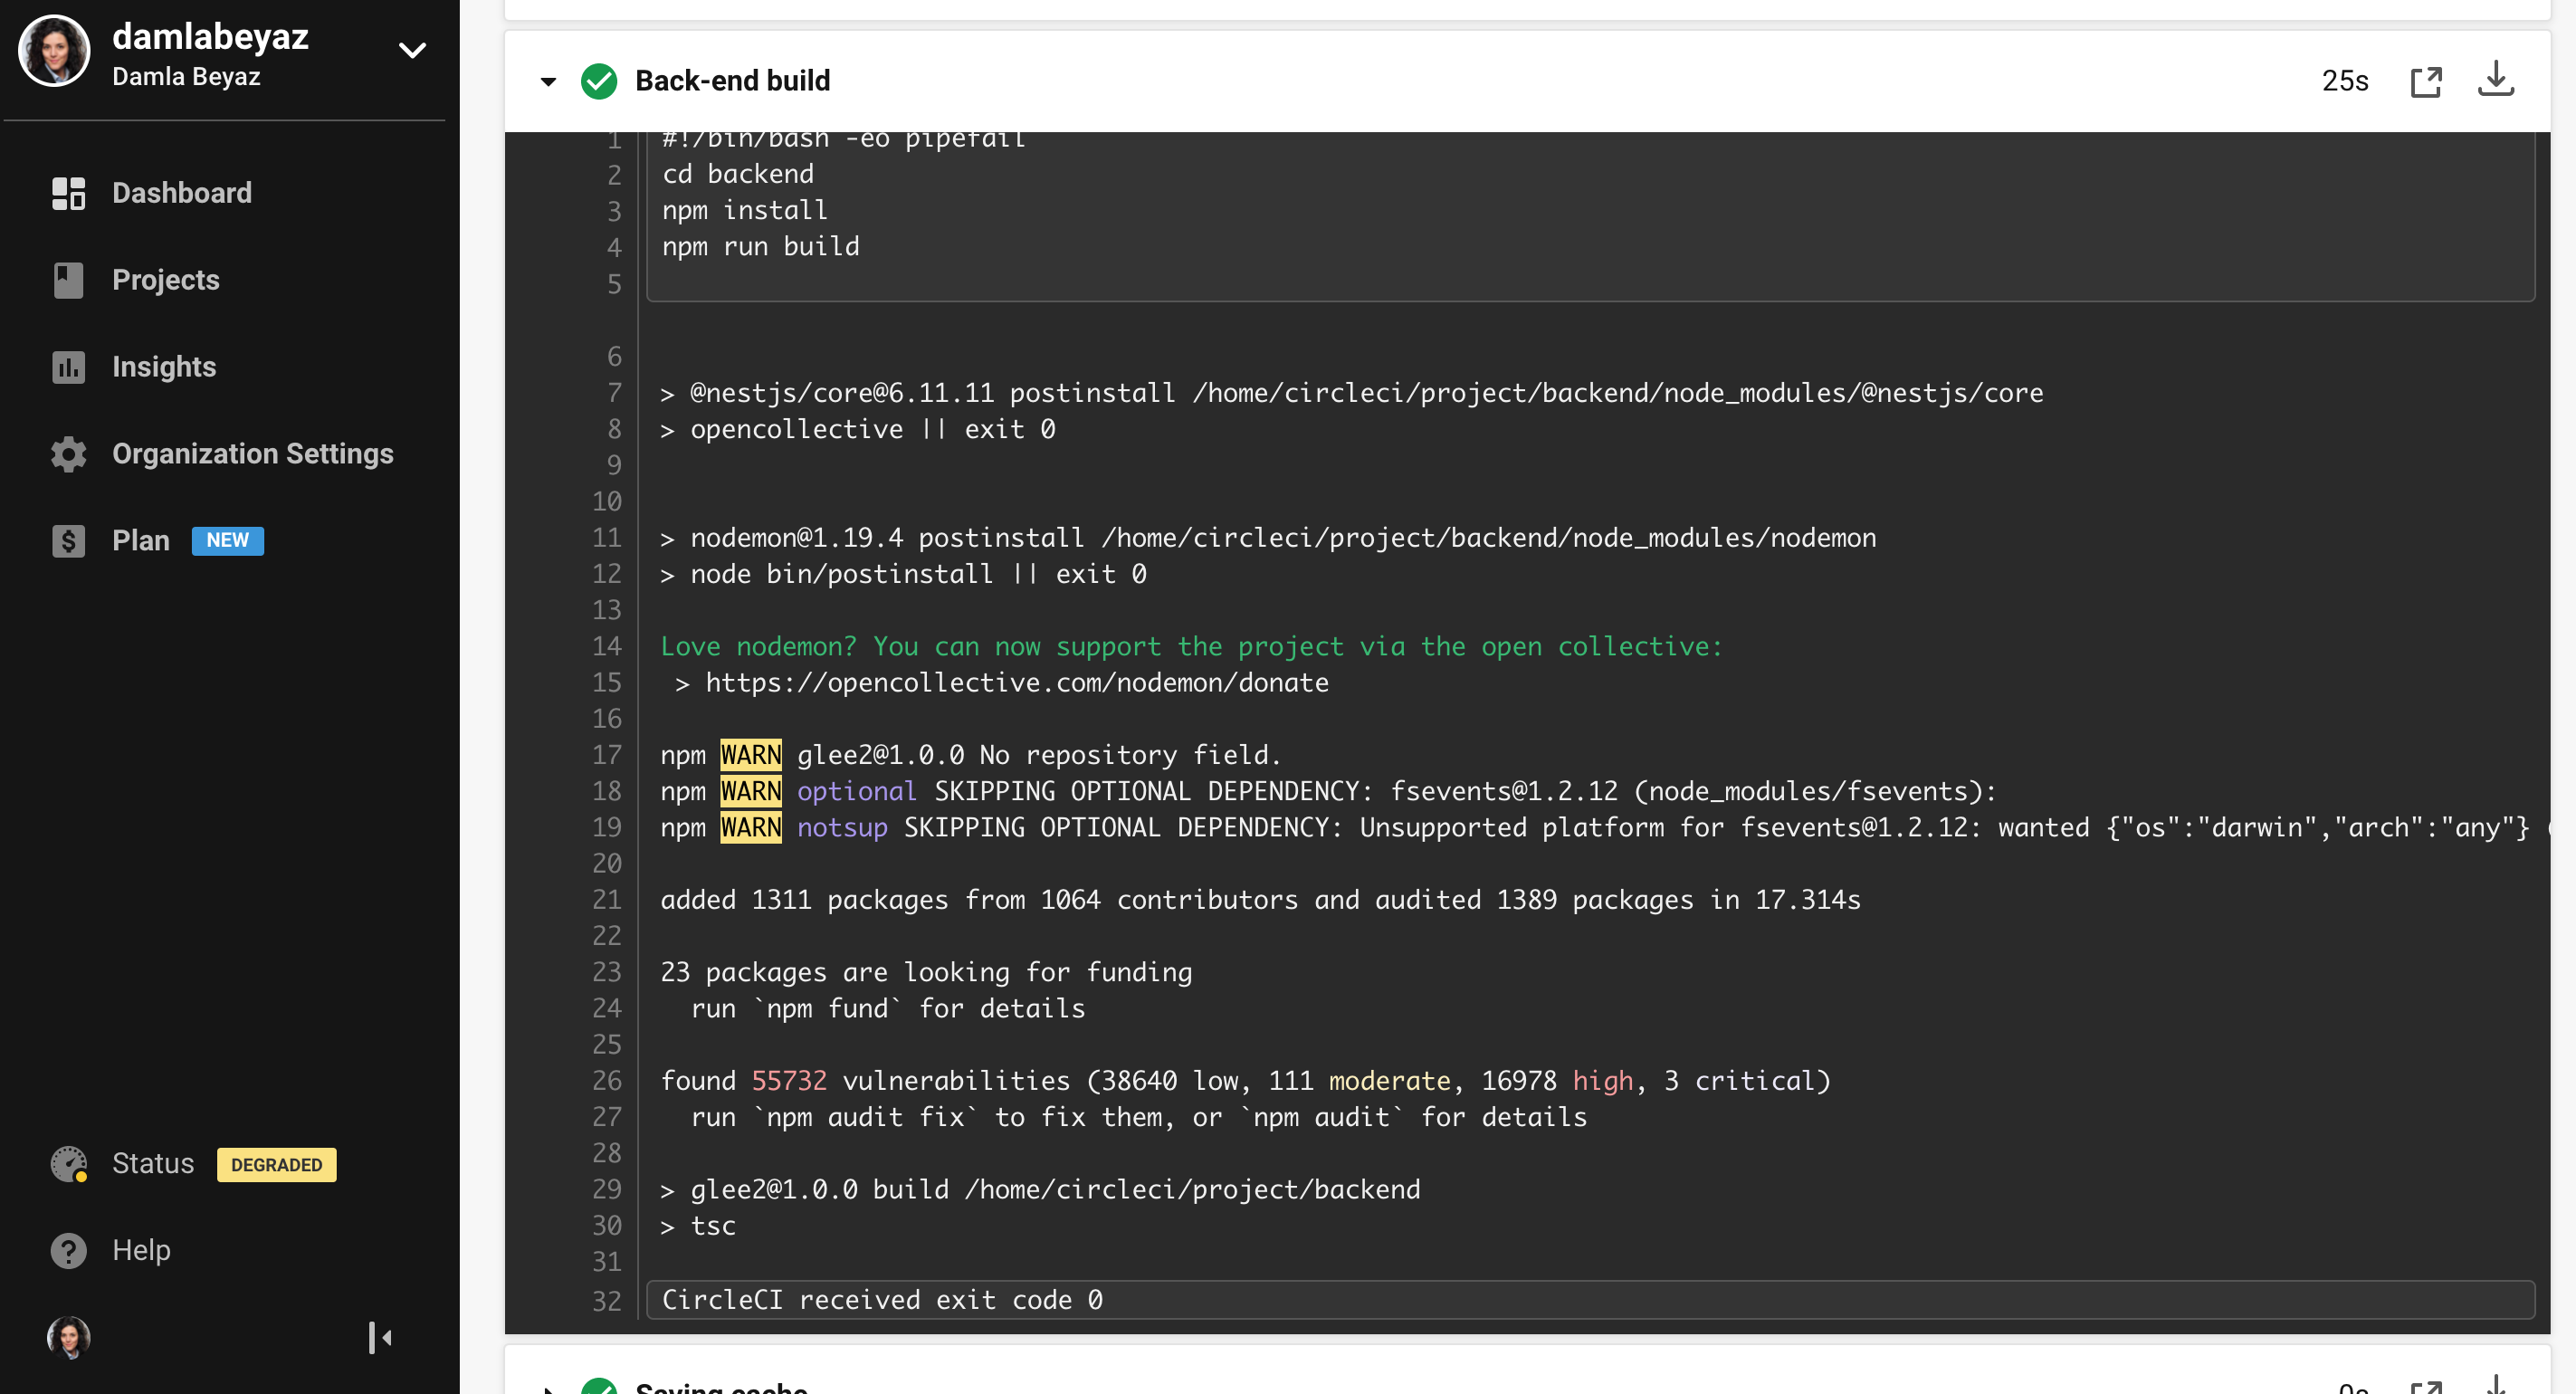 damlabeyaz
Damla Beyaz
Dashboard
Projects
Insights
Organization Settings
Plan NEW
Status DEGRADED
Help
Back-end build 25s
1 #!/bin/bash -eo pipefail
2 cd backend
3 npm install
4 npm run build
5
6
7 > @nestjs/core@6.11.11 postinstall /home/circleci/project/backend/node_modules/@nestjs/core
8 > opencollective || exit 0
9
10
11 > nodemon@1.19.4 postinstall /home/circleci/project/backend/node_modules/nodemon
12 > node bin/postinstall || exit 0
13
14 Love nodemon? You can now support the project via the open collective:
15 > https://opencollective.com/nodemon/donate
16
17 npm WARN glee2@1.0.0 No repository field.
18 npm WARN optional SKIPPING OPTIONAL DEPENDENCY: fsevents@1.2.12 (node_modules/fsevents):
19 npm WARN notsup SKIPPING OPTIONAL DEPENDENCY: Unsupported platform for fsevents@1.2.12: wanted {"os":"darwin","arch":"any"}
20
21 added 1311 packages from 1064 contributors and audited 1389 packages in 17.314s
22
23 23 packages are looking for funding
24 run `npm fund` for details
25
26 found 55732 vulnerabilities (38640 low, 111 moderate, 16978 high, 3 critical)
27 run `npm audit fix` to fix them, or `npm audit` for details
28
29 > glee2@1.0.0 build /home/circleci/project/backend
30 > tsc
31
32 CircleCI received exit code 0
Saving cache 0s